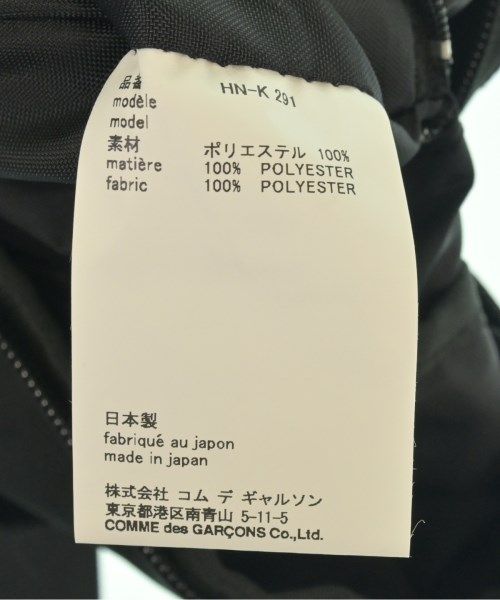 品番
modèle HN-K 291
model
素材 ポリエステル 100%
matière 100% POLYESTER
fabric 100% POLYESTER
日本製
fabriqué au japon
made in japan
株式会社 コム デ ギャルソン
東京都港区南青山 5-11-5
COMME des GARÇONS Co.,Ltd.